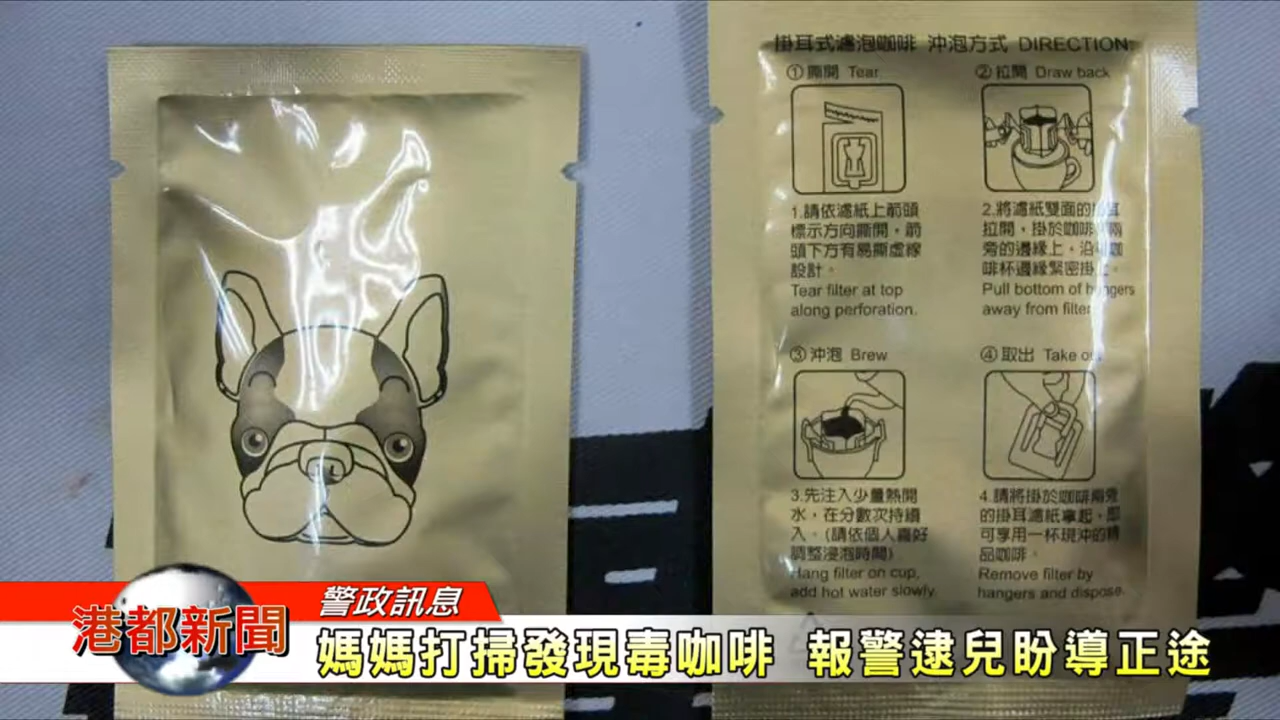 掛耳式濾泡咖啡 沖泡方式 DIRECTION:
①撕開 Tear
1.請依濾紙上箭頭
標示方向撕開,箭
頭下方有易撕虛線
設計。
Tear filter at top
along perforation.
②拉開 Draw back
2.將濾紙雙面的掛耳
拉開,掛於咖啡 兩
旁的邊緣上,沿 咖
啡杯邊緣緊密掛上。
Pull bottom of hangers
away from filter
③沖泡 Brew
3.先注入少量熱開
水,在分數次持續
入。(請依個人喜好
調整浸泡時間)
Hang filter on cup,
add hot water slowly.
④取出 Take
4.請將掛於咖啡兩旁
的掛耳濾紙拿起,即
可享用一杯現沖的精
品咖啡。
Remove filter by
hangers and dispose.
警政訊息
港都新聞
媽媽打掃發現毒咖啡 報警逮兒盼導正途